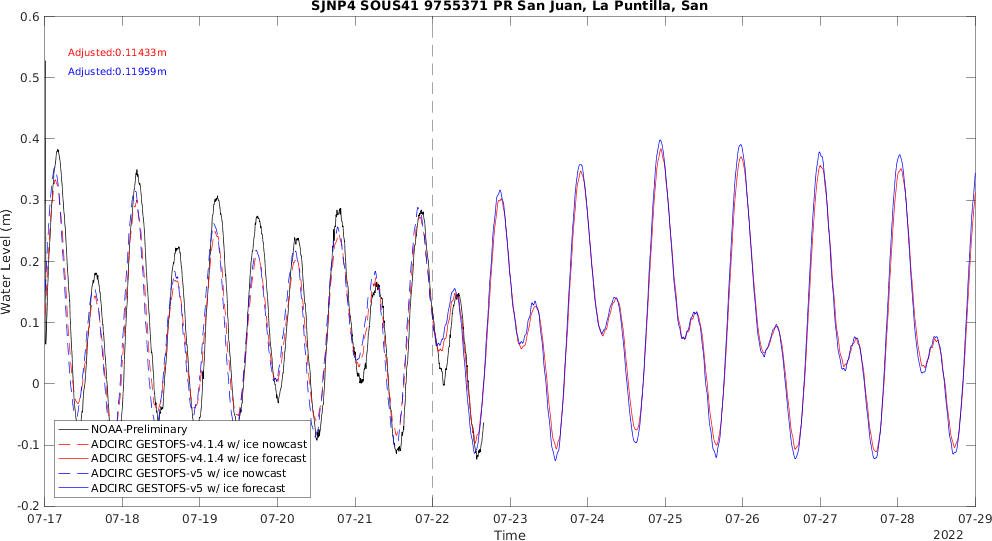 SJNP4 SOUS41 9755371 PR San Juan, La Puntilla, San
Adjusted:0.11433m
Adjusted:0.11959m
0.6
0.5
0.4
0.3
0.2
0.1
0
-0.1
-0.2
Water Level (m)
NOAA-Preliminary
ADCIRC GESTOFS-v4.1.4 w/ ice nowcast
ADCIRC GESTOFS-v4.1.4 w/ ice forecast
ADCIRC GESTOFS-v5 w/ ice nowcast
ADCIRC GESTOFS-v5 w/ ice forecast
07-17 07-18 07-19 07-20 07-21 07-22 07-23 07-24 07-25 07-26 07-27 07-28 07-29
Time
2022